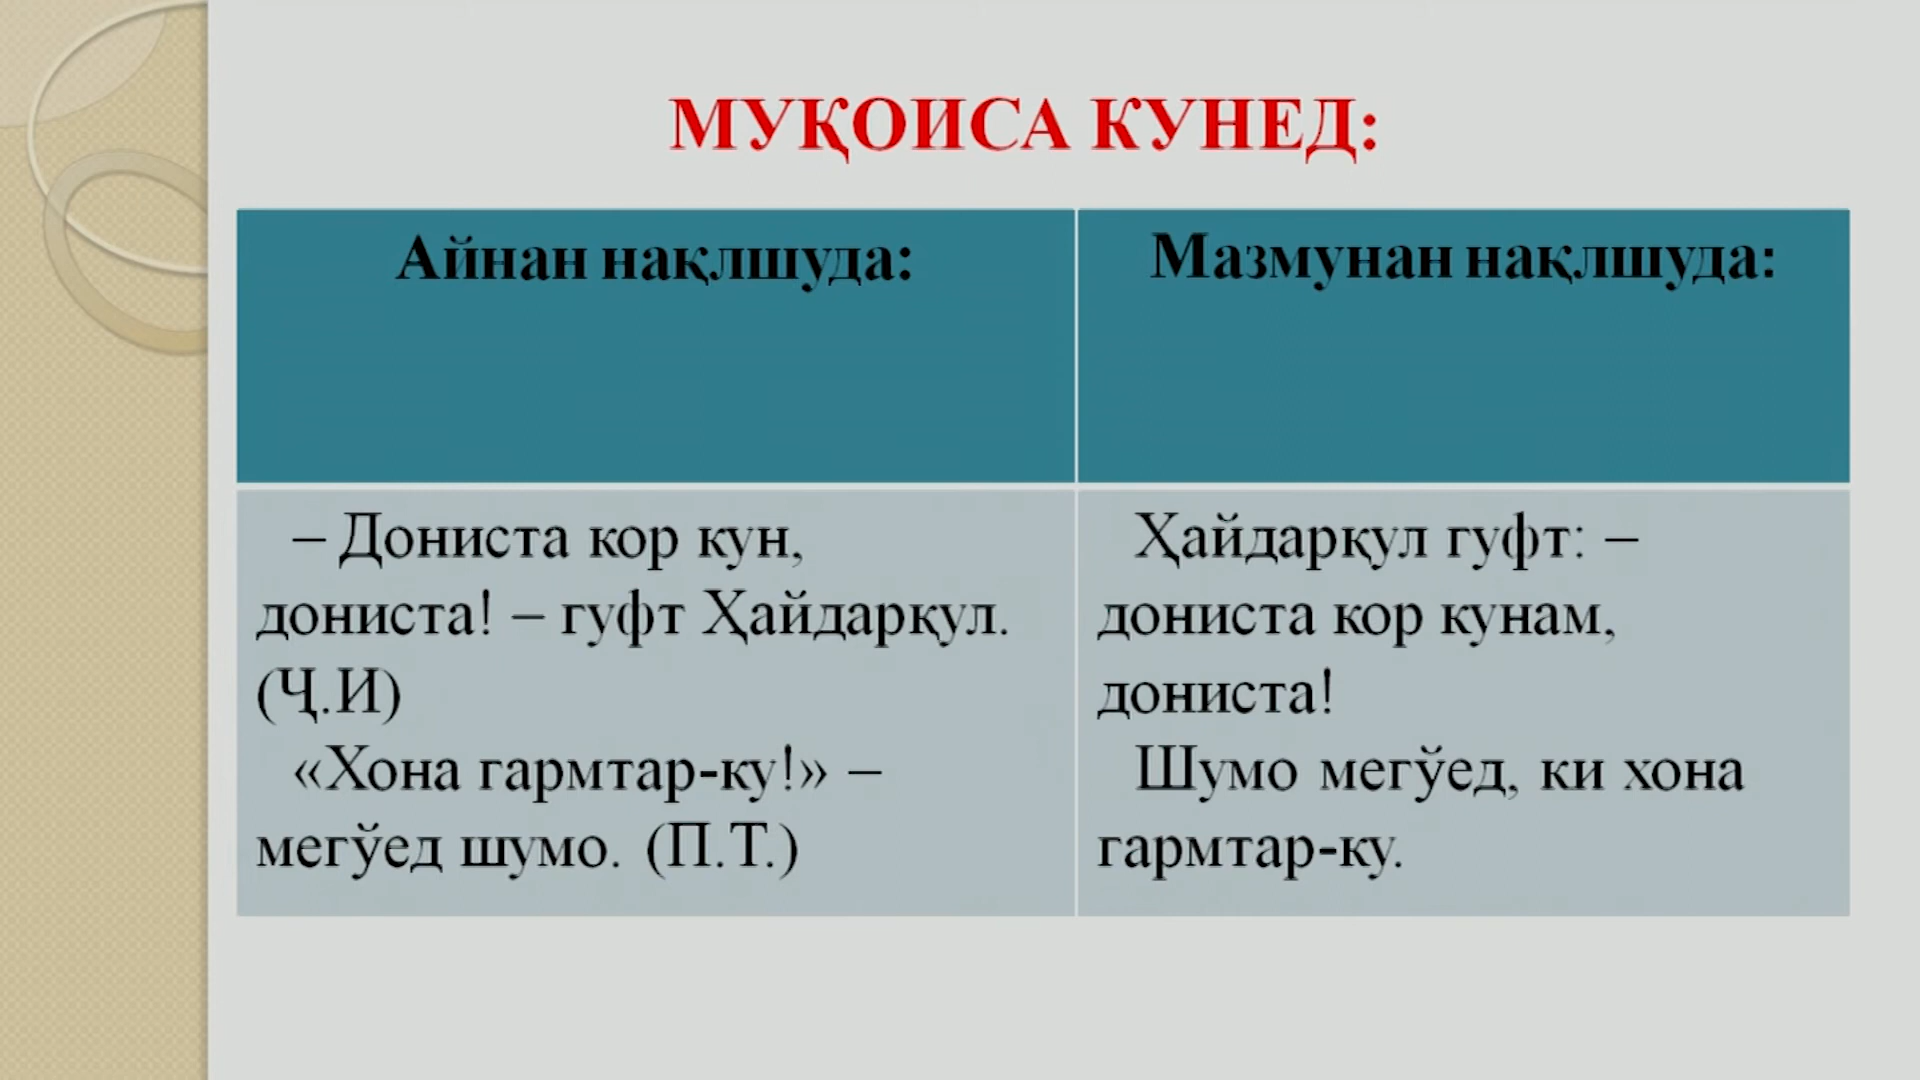 МУҚОИСА КУНЕД:
Айнан нақлшуда:
Мазмунан нақлшуда:
– Дониста кор кун,
дониста! – гуфт Ҳайдарқул.
(Ҷ.И)
«Хона гармтар-ку!» –
мегӯед шумо. (П.Т.)
Ҳайдарқул гуфт: –
дониста кор кунам,
дониста!
Шумо мегӯед, ки хона
гармтар-ку.